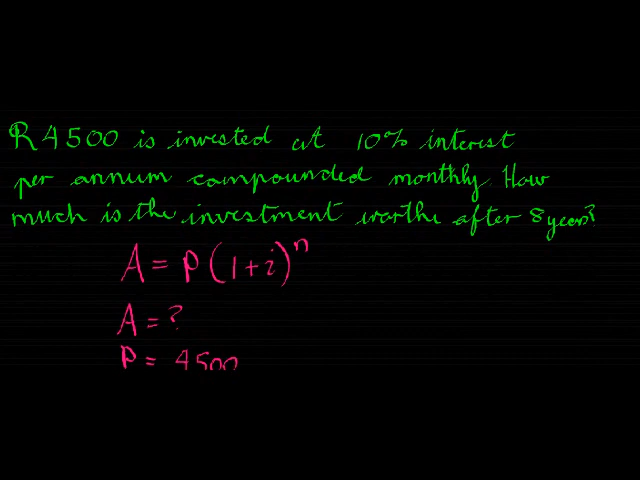 R4500 is invested at 10% interest
per annum compounded monthly. How
much is the investment worthe after 8 years?
A = P(1+i)^n
A = ?
P = 4500